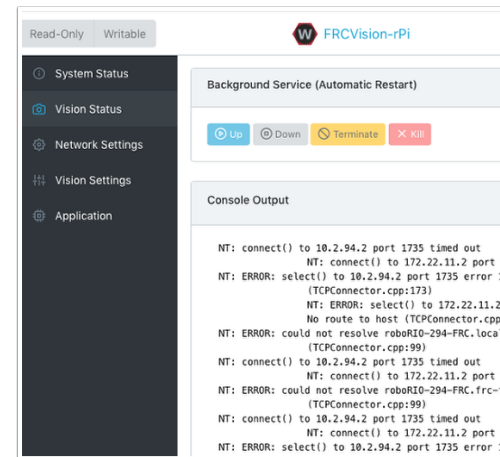 Read-Only Writable
W FRCVision-rPi
System Status
Vision Status
Network Settings
Vision Settings
Application
Background Service (Automatic Restart)
Up Down Terminate Kill
Console Output
NT: connect() to 10.2.94.2 port 1735 timed out
NT: connect() to 172.22.11.2 port
NT: ERROR: select() to 10.2.94.2 port 1735 error
(TCPConnector.cpp:173)
NT: ERROR: select() to 172.22.11.2
No route to host (TCPConnector.cpp
NT: ERROR: could not resolve roboRIO-294-FRC.local
(TCPConnector.cpp:99)
NT: connect() to 10.2.94.2 port 1735 timed out
NT: connect() to 172.22.11.2 port
NT: ERROR: could not resolve roboRIO-294-FRC.frc-
(TCPConnector.cpp:99)
NT: connect() to 10.2.94.2 port 1735 timed out
NT: connect() to 172.22.11.2 port
NT: ERROR: select() to 10.2.94.2 port 1735 error